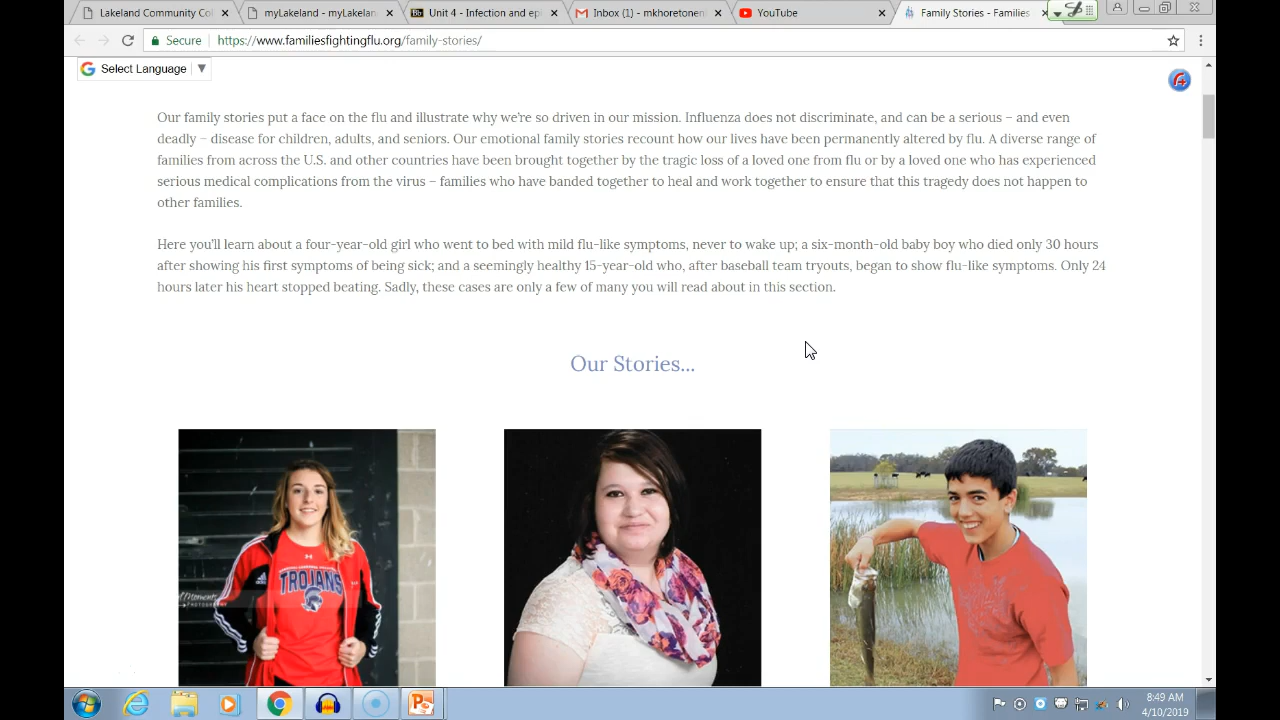 Lakeland Community Col
myLakeland - myLakelan
Unit 4 - Infection and epi
Inbox (1) - mkhoretonen
YouTube
Family Stories - Families
Secure
https://www.familiesfightingflu.org/family-stories/
Select Language
Our family stories put a face on the flu and illustrate why we're so driven in our mission. Influenza does not discriminate, and can be a serious – and even
deadly – disease for children, adults, and seniors. Our emotional family stories recount how our lives have been permanently altered by flu. A diverse range of
families from across the U.S. and other countries have been brought together by the tragic loss of a loved one from flu or by a loved one who has experienced
serious medical complications from the virus – families who have banded together to heal and work together to ensure that this tragedy does not happen to
other families.
Here you'll learn about a four-year-old girl who went to bed with mild flu-like symptoms, never to wake up; a six-month-old baby boy who died only 30 hours
after showing his first symptoms of being sick; and a seemingly healthy 15-year-old who, after baseball team tryouts, began to show flu-like symptoms. Only 24
hours later his heart stopped beating. Sadly, these cases are only a few of many you will read about in this section.
Our Stories...
TROJANS
PHOTOGRAPHY
8:49 AM
4/10/2019